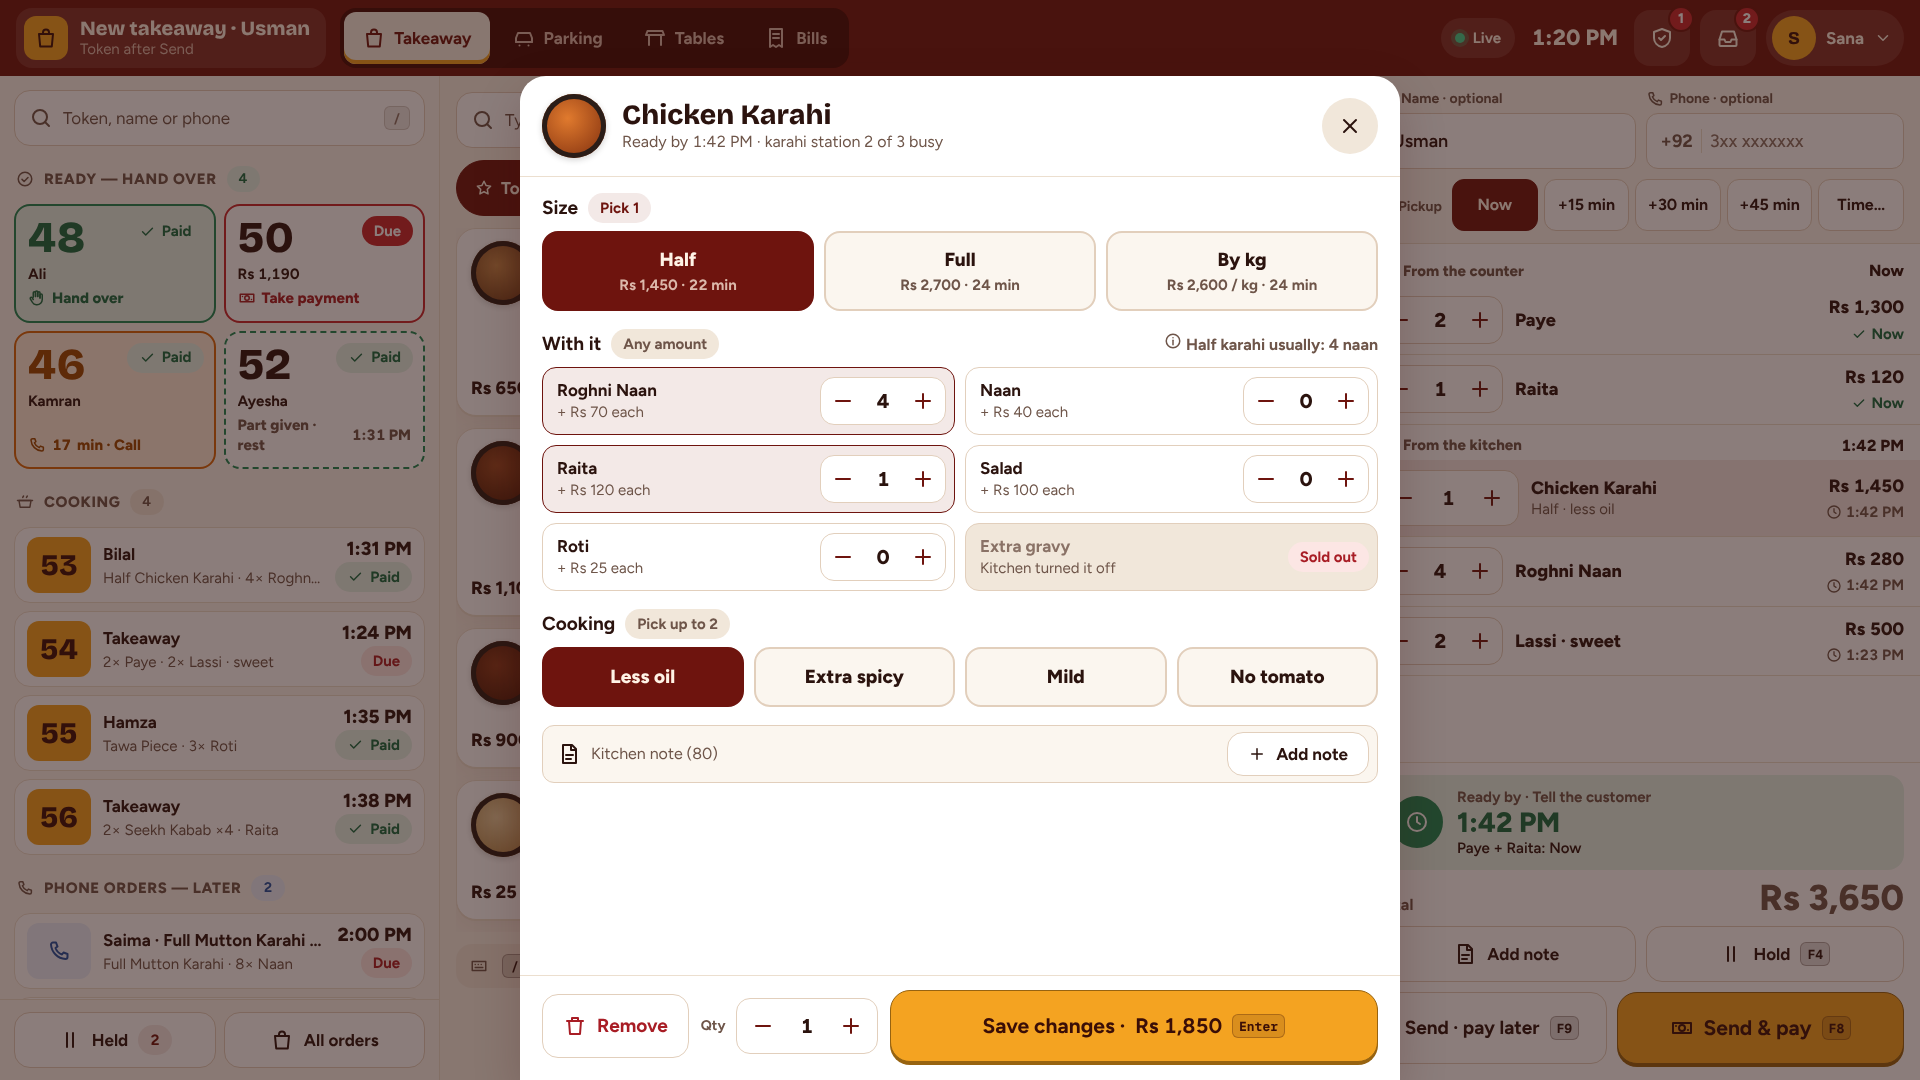 New takeaway · Usman
Token after Send
Takeaway
Parking
Tables
Bills
Live
1:20 PM
1
2
S
Sana
Token, name or phone
/
READY — HAND OVER 4
48
Paid
Ali
Hand over
50
Due
Rs 1,190
Take payment
46
Paid
Kamran
17 min · Call
52
Paid
Ayesha
Part given · rest
1:31 PM
COOKING 4
53
Bilal
1:31 PM
Half Chicken Karahi · 4× Roghn...
Paid
54
Takeaway
1:24 PM
2× Paye · 2× Lassi · sweet
Due
55
Hamza
1:35 PM
Tawa Piece · 3× Roti
Paid
56
Takeaway
1:38 PM
2× Seekh Kabab ×4 · Raita
Paid
PHONE ORDERS — LATER 2
Saima · Full Mutton Karahi ...
2:00 PM
Full Mutton Karahi · 8× Naan
Due
Held 2
All orders
Chicken Karahi
Ready by 1:42 PM · karahi station 2 of 3 busy
Size
Pick 1
Half
Rs 1,450 · 22 min
Full
Rs 2,700 · 24 min
By kg
Rs 2,600 / kg · 24 min
With it
Any amount
Half karahi usually: 4 naan
Roghni Naan
+ Rs 70 each
4
Naan
+ Rs 40 each
0
Raita
+ Rs 120 each
1
Salad
+ Rs 100 each
0
Roti
+ Rs 25 each
0
Extra gravy
Kitchen turned it off
Sold out
Cooking
Pick up to 2
Less oil
Extra spicy
Mild
No tomato
Kitchen note (80)
Add note
Remove
Qty
1
Save changes · Rs 1,850 Enter
Name · optional
Phone · optional
+92
3xx xxxxxxx
Pickup
Now
+15 min
+30 min
+45 min
Time...
From the counter
Now
2
Paye
Rs 1,300
Now
1
Raita
Rs 120
Now
From the kitchen
1:42 PM
1
Chicken Karahi
Half · less oil
Rs 1,450
1:42 PM
4
Roghni Naan
Rs 280
1:42 PM
2
Lassi · sweet
Rs 500
1:23 PM
Ready by · Tell the customer
1:42 PM
Paye + Raita: Now
Rs 3,650
Add note
Hold F4
Send · pay later F9
Send & pay F8